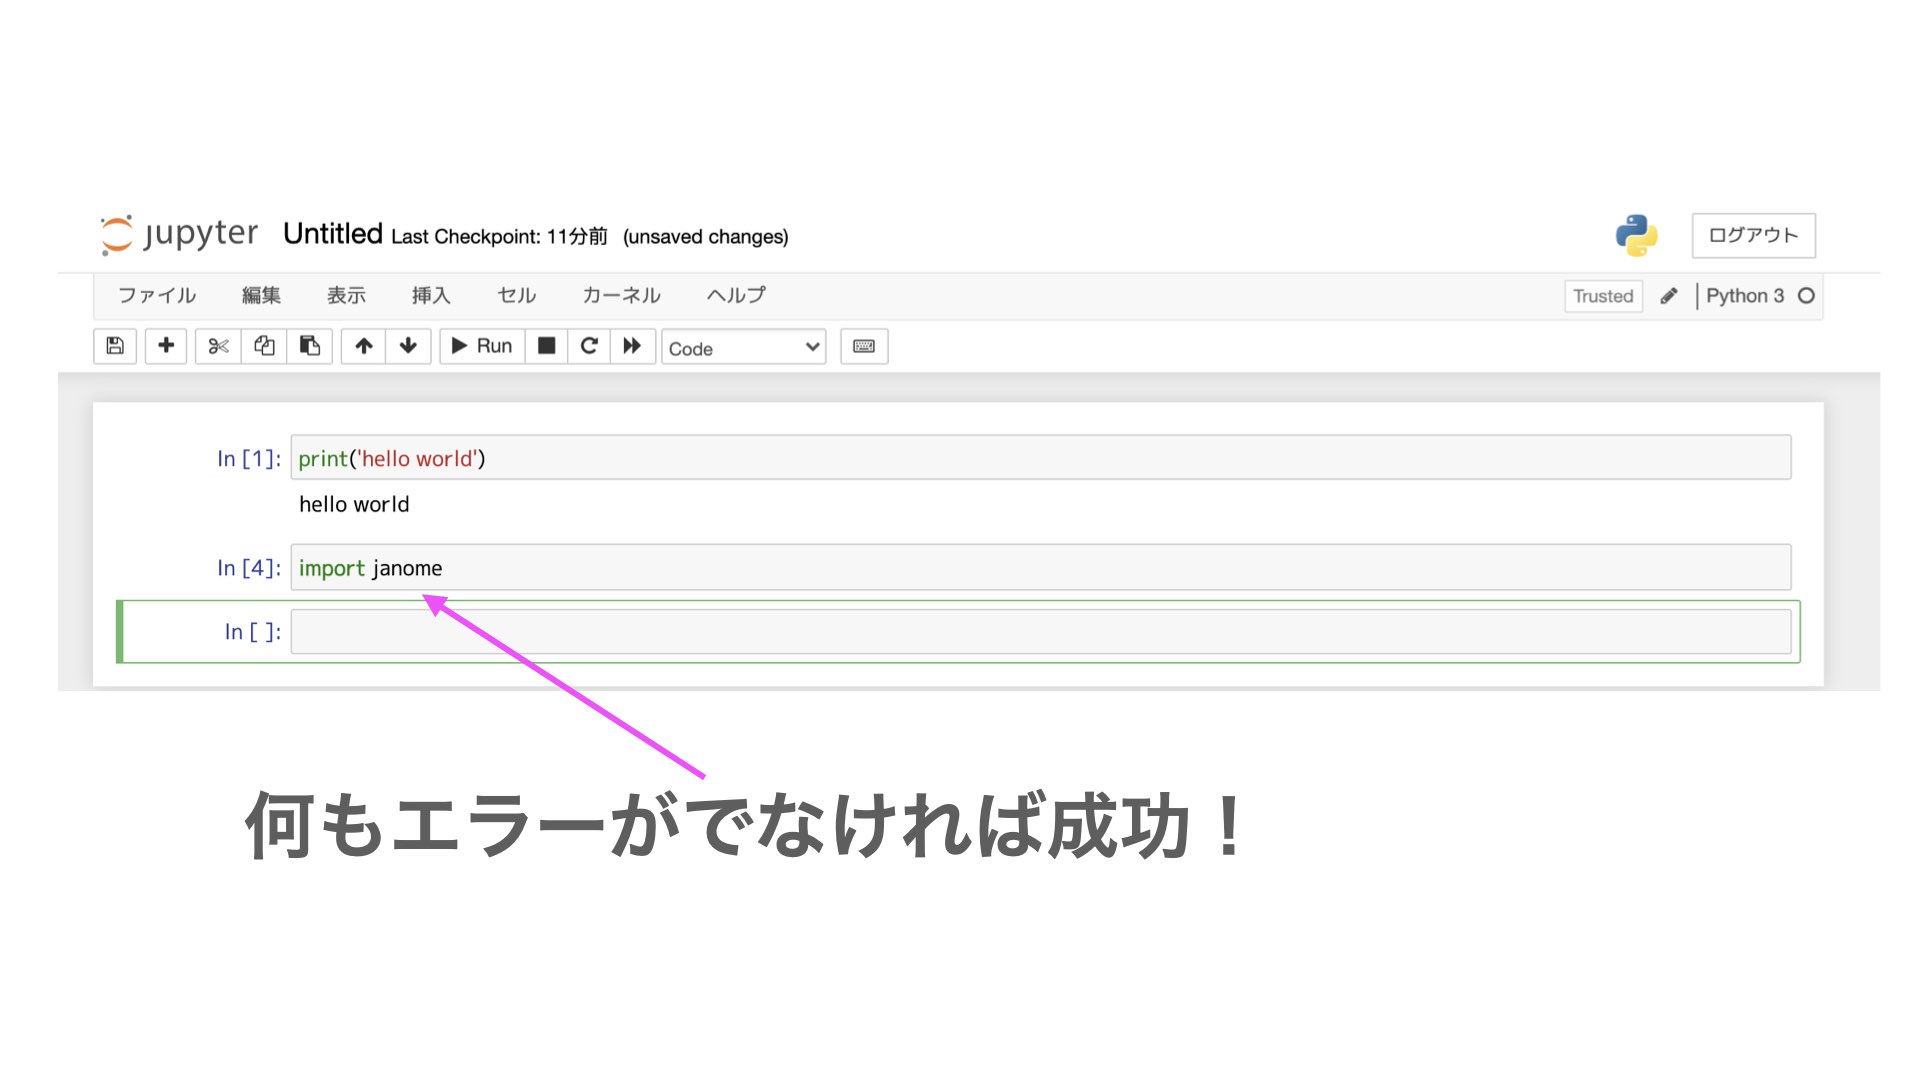 jupyter Untitled Last Checkpoint: 11分前 (unsaved changes) ログアウト
ファイル 編集 表示 挿入 セル カーネル ヘルプ Trusted Python 3
Run Code
In [1]: print('hello world')
hello world
In [4]: import janome
In [ ]:
何もエラーがでなければ成功！